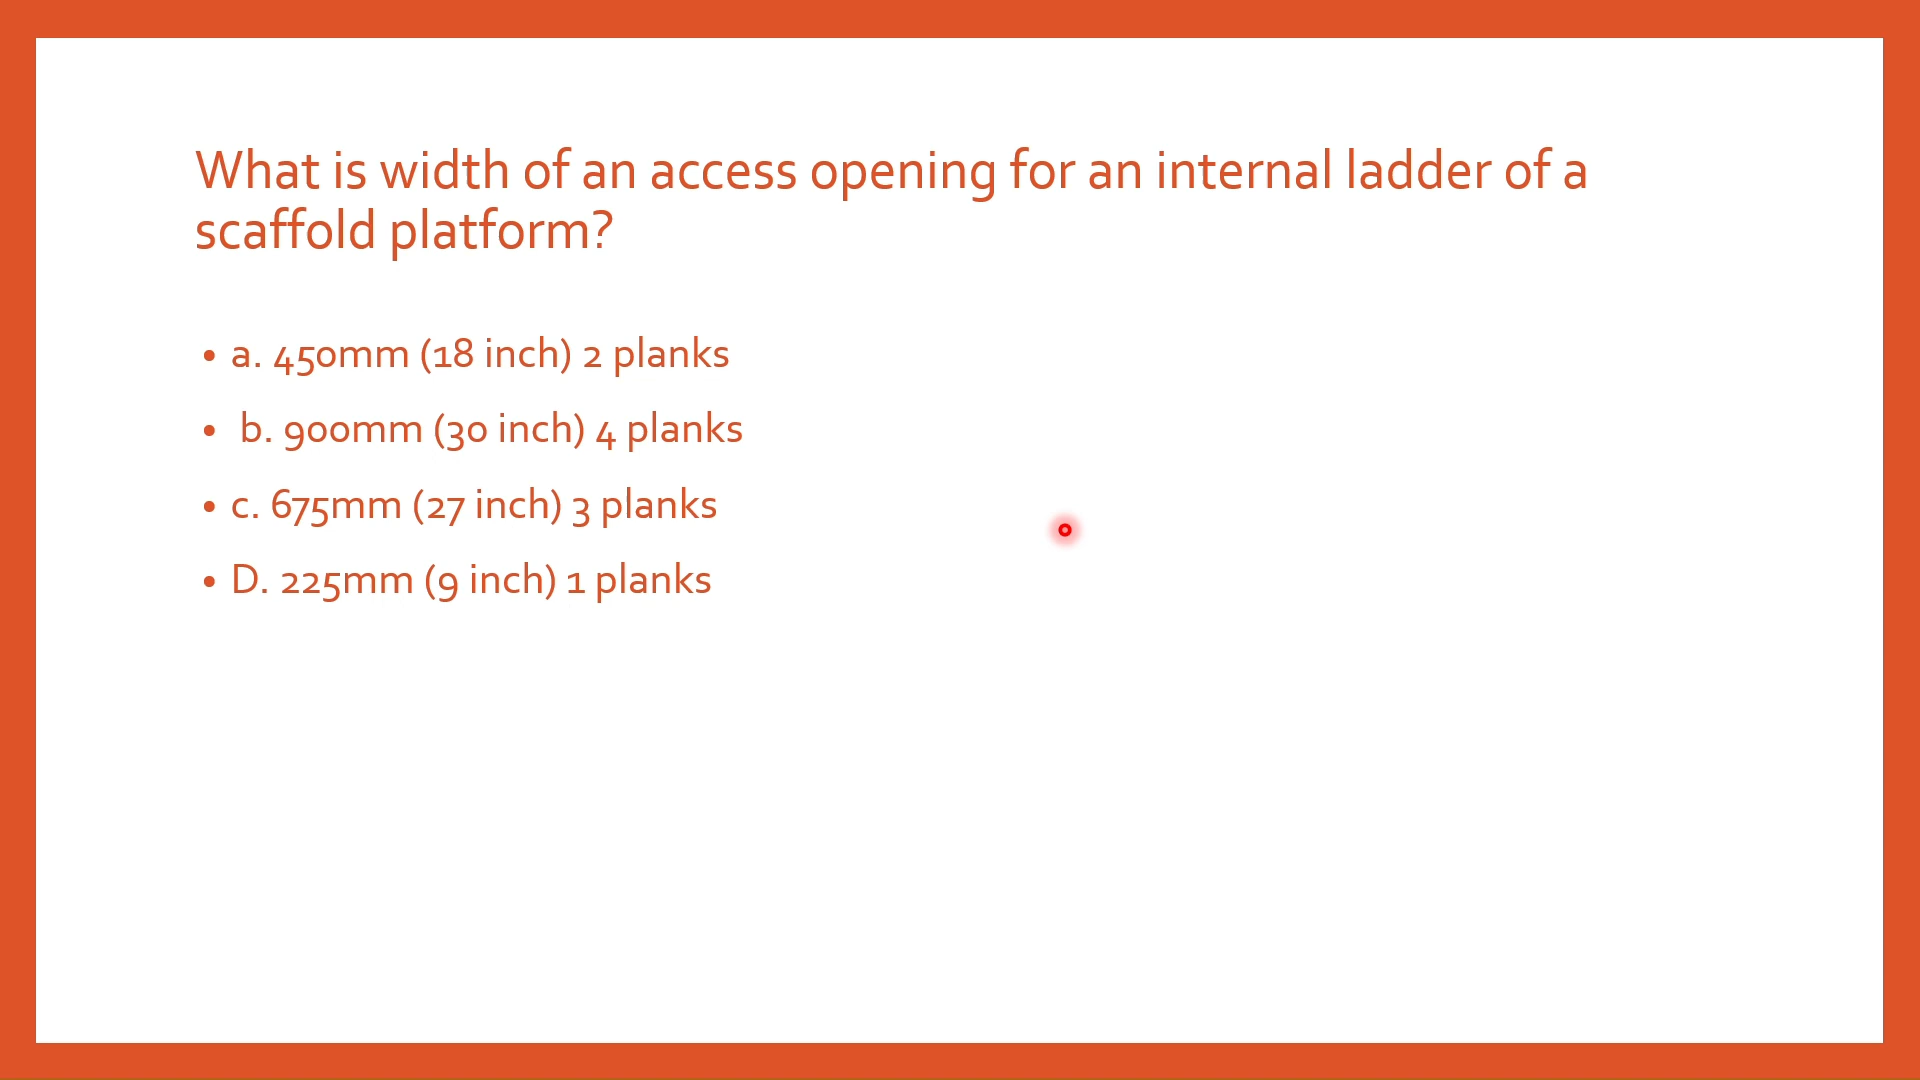 What is width of an access opening for an internal ladder of a
scaffold platform?
• a. 450mm (18 inch) 2 planks
• b. 900mm (30 inch) 4 planks
• c. 675mm (27 inch) 3 planks
• D. 225mm (9 inch) 1 planks